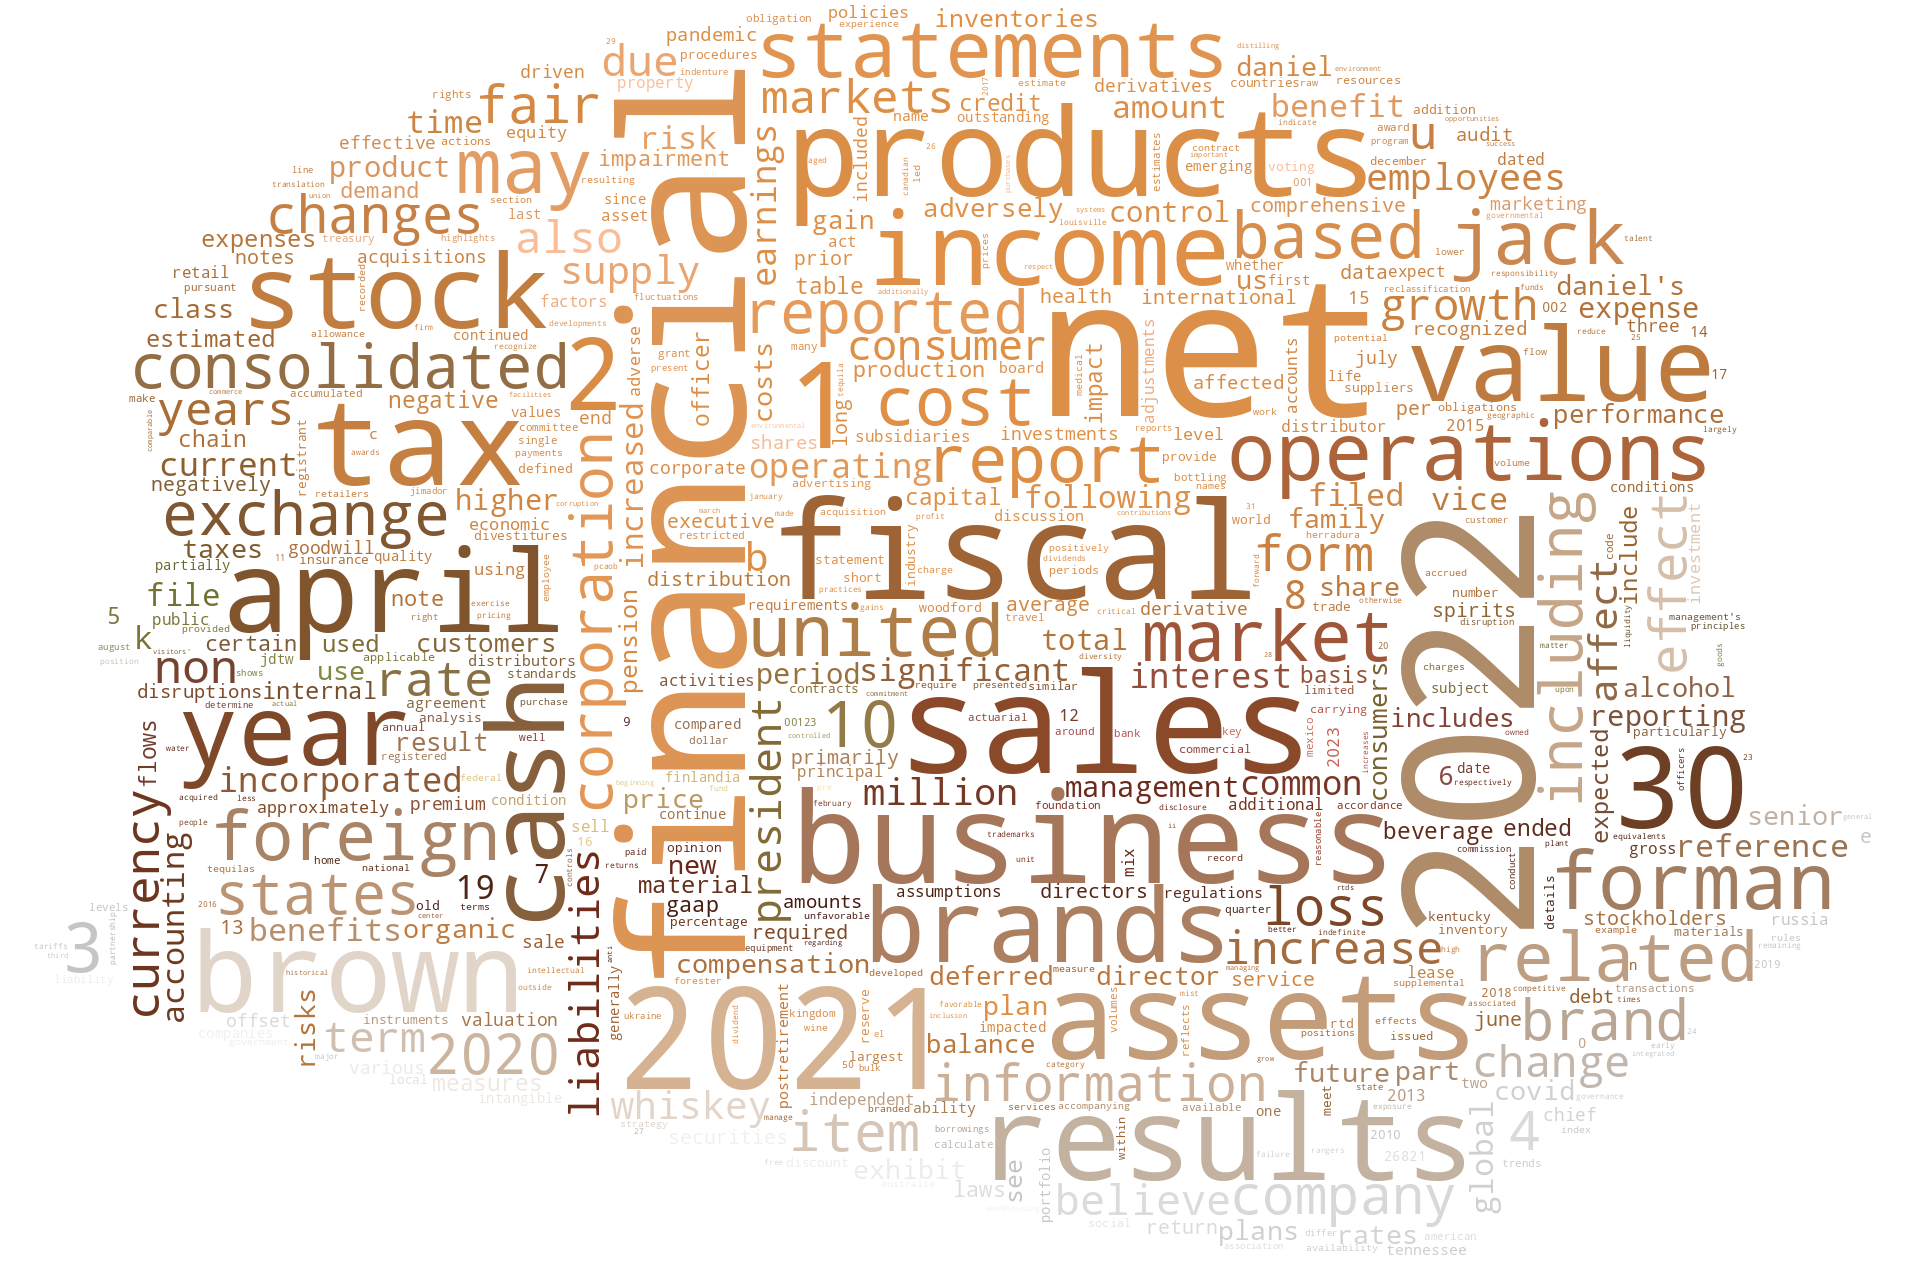 obligation policies inventories
experience
pandemic statements
29 due procedures distilling
driven indenture daniel environment
property estimate 2017 derivatives countries raw resources
rights fair markets credit amount benefit addition
time equity name outstanding indicate award opportunities
effective actions risk included 26 contract program u audit
product impairment financial earnings products important emerging voting december success dated
line may resulting aged canadian led purchases estimates 001 employees
translation demand since
union section
changes last asset also gain adversely systems control comprehensive marketing
treasury highlights act louisville governmental
expenses supply prior income based jack talent
notes acquisitions prices respect whether lower
retail recorded table additionally us first data expect responsibility
pursuant stock factors fluctuations health international 15 reclassification funds daniel's
class allowance firm developments reported net growth 002 expense
estimated continued increased officer costs many consumer potential recognized three 14
recognize adverse grant medical july flow reduce 25
consolidated 2 present 1 production board impact adjustments affected accounts life value
commerce accumulated facilities tequila suppliers 17
make negative values end environmental long cost work per obligations geographic performance
years committee shares subsidiaries investments reports level distributor 2015 largely
comparable chain c tax single corporate operating report provide operations
current registrant awards payments defined advertising bottling volume
negatively retailers jimador higher corruption january capital following names filed vice conditions
exchange economic corporation executive march made acquisition profit discussion contributions 31 world family customer
divestitures restricted industry fiscal herradura including investment
taxes goodwill quality pcaob b statement positively form 2022 code
partially 11 insurance employee dividends effect include
april using distribution short charge periods forward 8 share accrued affect
file note exercise requirements practices trade number
5 public right pricing gains woodford average critical derivative otherwise spirits liquidity
k provided certain used customers pension united travel total market disruption management's
august visitors' 28 20 matter principles
position non jdtw use applicable distributors period significant diversity interest basis charges goods
shows rate standards activities contracts require presented similar limited subject upon alcohol
disruptions internal agreement purchase president commitment carrying
determine actual cash 9 compared 00123 10 actuarial 12 sales consumers includes reporting
year annual analysis dollar controlled around bank key mexico 2023 owned particularly
flows water result well primarily commercial increases
registered principal date 23
currency incorporated federal beginning finlandia million management common 6 respectively expected officers 30
acquired less condition fund pre disclosure
approximately premium price february foundation additional accordance senior general
people sell continue business trademarks ii reasonable beverage ended e
foreign 16 equivalents
tequilas home paid opinion unit mix record commission plant gross reference
accounting national 7 controls returns new
states old 19 liabilities material assumptions directors regulations rtds conduct details forman
2016 center terms gaap amounts quarter loss kentucky
levels 13 benefits organic percentage unfavorable brands better indefinite inventory stockholders russia
3 sale required regarding example materials rules
tariffs partnership equipment increase high remaining
third brown anti compensation developed measure managing related
liability historical intellectual forester deferred director service lease n 2019
outside generally supplemental
risks 2021 favorable plan volumes mist assets 2018 competitive debt transactions
offset instruments valuation ukraine dividend kingdom reserve inclusion reflects rtd effects associated times
companies wine el impacted positions issued june brand 24
government term postretirement balance 0
major 2020 largest grow change early
various 50 bulk category future part two integrated
local measures information state covid
intangible whiskey independent ability meet 2013 governance
manage branded services accompanying available one exposure chief
strategy item borrowings 4 index
27 securities calculate results within 2010
free discount failure rangers 26821 trends
exhibit portfolio global
australia laws see
warehousing believe company
social return plans differ rates american
association availability tennessee